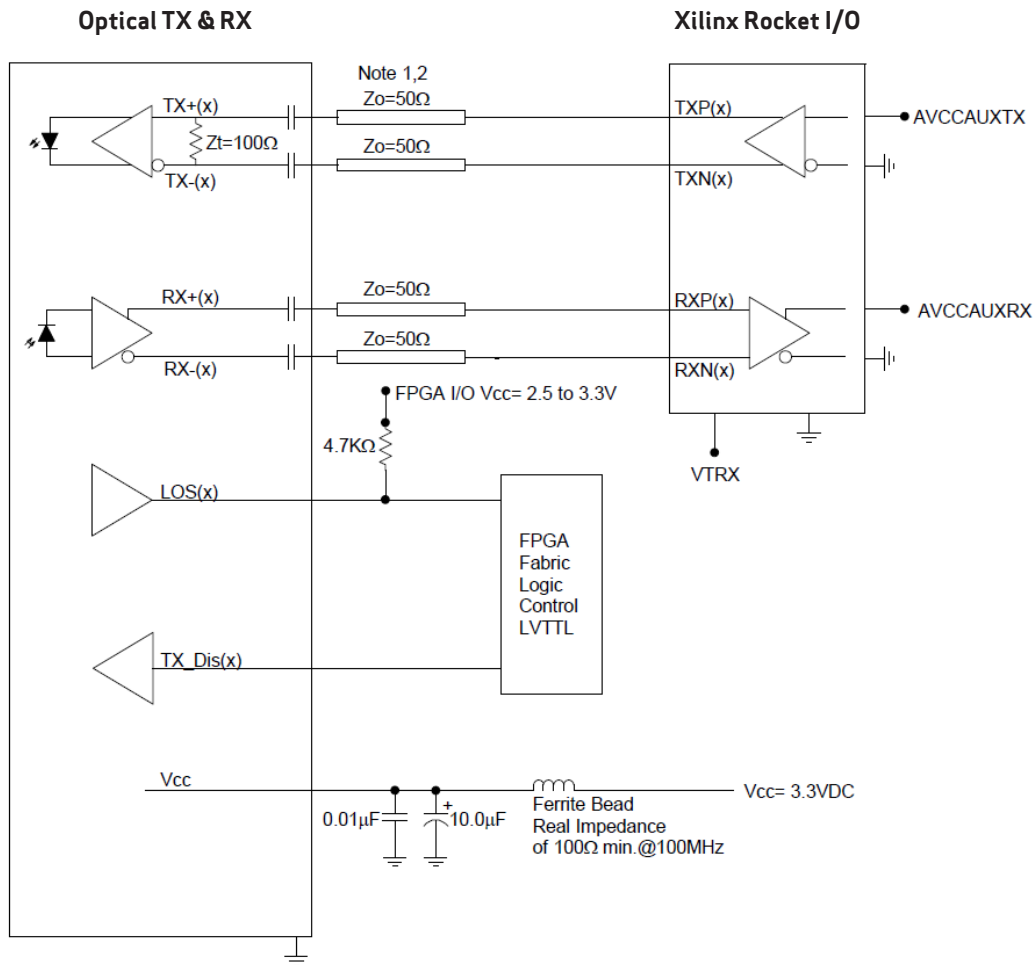 Optical TX & RX
Xilinx Rocket I/O
Note 1,2
TX+(x)
Zo=50Ω
TXP(x)
AVCCAUXTX
Zt=100Ω
Zo=50Ω
TX-(x)
TXN(x)
RX+(x)
Zo=50Ω
RXP(x)
AVCCAUXRX
Zo=50Ω
RX-(x)
RXN(x)
FPGA I/O Vcc= 2.5 to 3.3V
4.7KΩ
VTRX
LOS(x)
FPGA
Fabric
Logic
Control
LVTTL
TX_Dis(x)
Vcc
Vcc= 3.3VDC
0.01µF
+
10.0µF
Ferrite Bead
Real Impedance
of 100Ω min.@100MHz